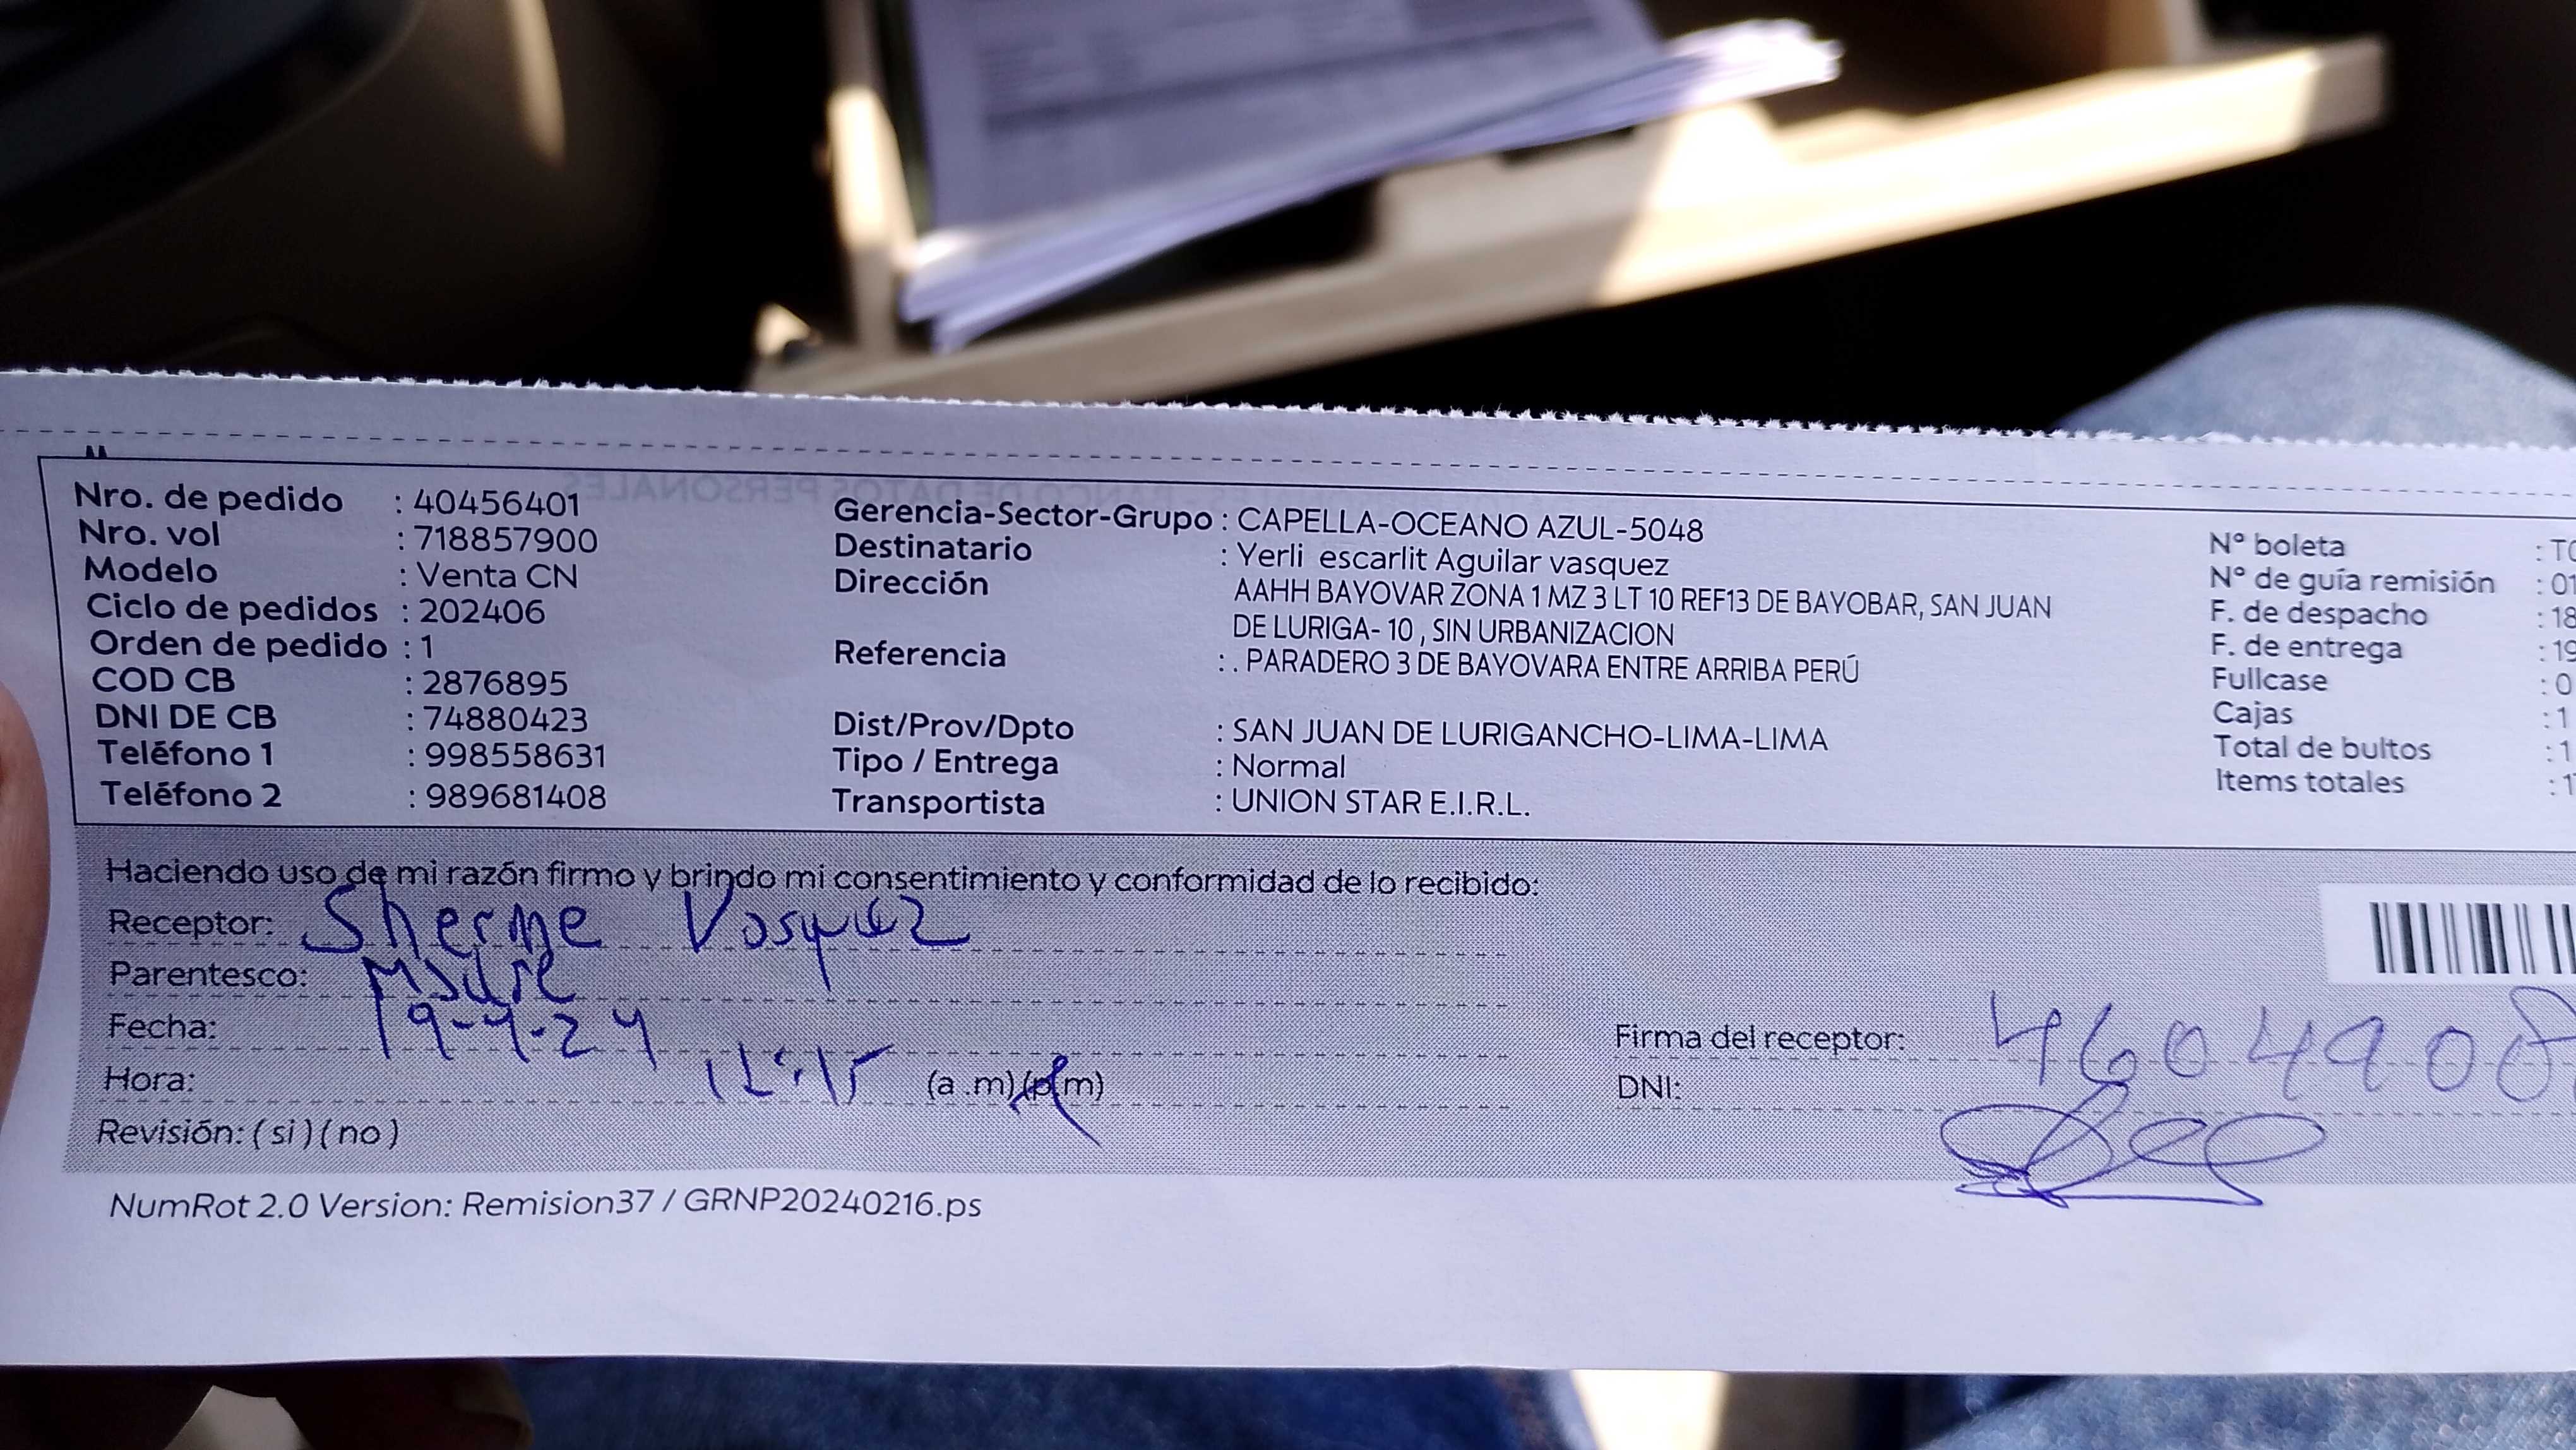 Nro. de pedido : 40456401
Nro. vol : 718857900
Modelo : Venta CN
Ciclo de pedidos : 202406
Orden de pedido : 1
COD CB : 2876895
DNI DE CB : 74880423
Teléfono 1 : 998558631
Teléfono 2 : 989681408
Gerencia-Sector-Grupo : CAPELLA-OCEANO AZUL-5048
Destinatario : Yerli escarlit Aguilar vasquez
Dirección AAHH BAYOVAR ZONA 1 MZ 3 LT 10 REF13 DE BAYOBAR, SAN JUAN
DE LURIGA- 10 , SIN URBANIZACION
Referencia : . PARADERO 3 DE BAYOVARA ENTRE ARRIBA PERÚ
Dist/Prov/Dpto : SAN JUAN DE LURIGANCHO-LIMA-LIMA
Tipo / Entrega : Normal
Transportista : UNION STAR E.I.R.L.
N° boleta :
N° de guía remisión : 01
F. de despacho : 18
F. de entrega : 19
Fullcase : 0
Cajas : 1
Total de bultos : 1
Items totales :
Haciendo uso de mi razón firmo y brindo mi consentimiento y conformidad de lo recibido:
Receptor: Vasquez
Parentesco: Madre
Fecha: 19-4-24
Hora: 12:15 (a .m)(p.m)
Revisión: ( si ) ( no )
Firma del receptor: 4604908
DNI:
NumRot 2.0 Version: Remision37 / GRNP20240216.ps